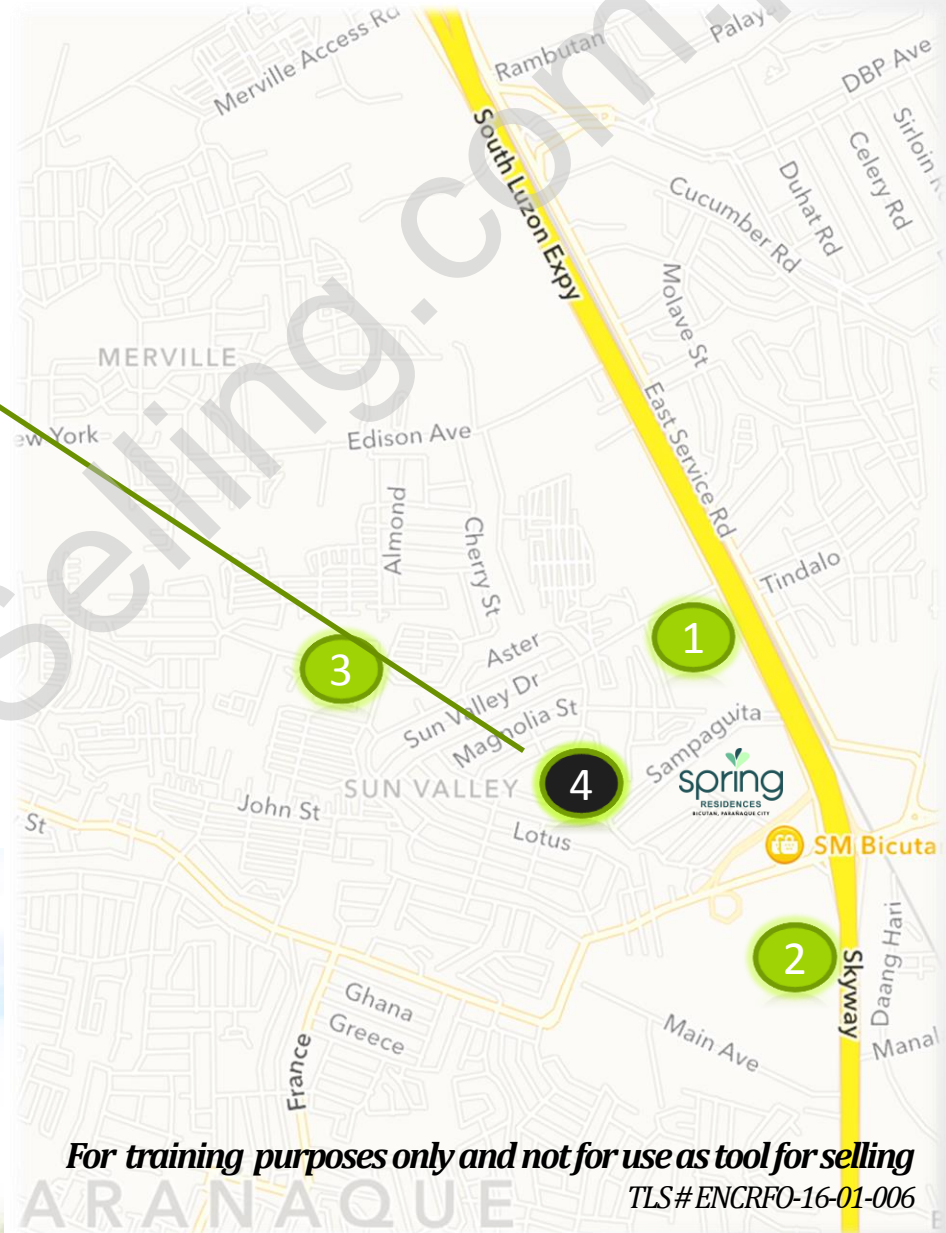 Merville Access Rd
Rambutan
Palay
DBP Ave
Sirloin
Celery Rd
Duhat Rd
Cucumber Rd
South Luzon Expy
Molave St
MERVILLE
East Service Rd
ew York
Edison Ave
Almond
Cherry St
Tindalo
1
3
Aster
Sun Valley Dr
Magnolia St
Sampaguita
SUN VALLEY
4
spring
RESIDENCES
BICUTAN, PARAÑAQUE CITY
John St
St
Lotus
SM Bicuta
2
Skyway
Daang Hari
Ghana
Greece
France
Main Ave
Manal
For training purposes only and not for use as tool for selling
TLS # ENCRFO-16-01-006
ARANAQUE
Selling.com.